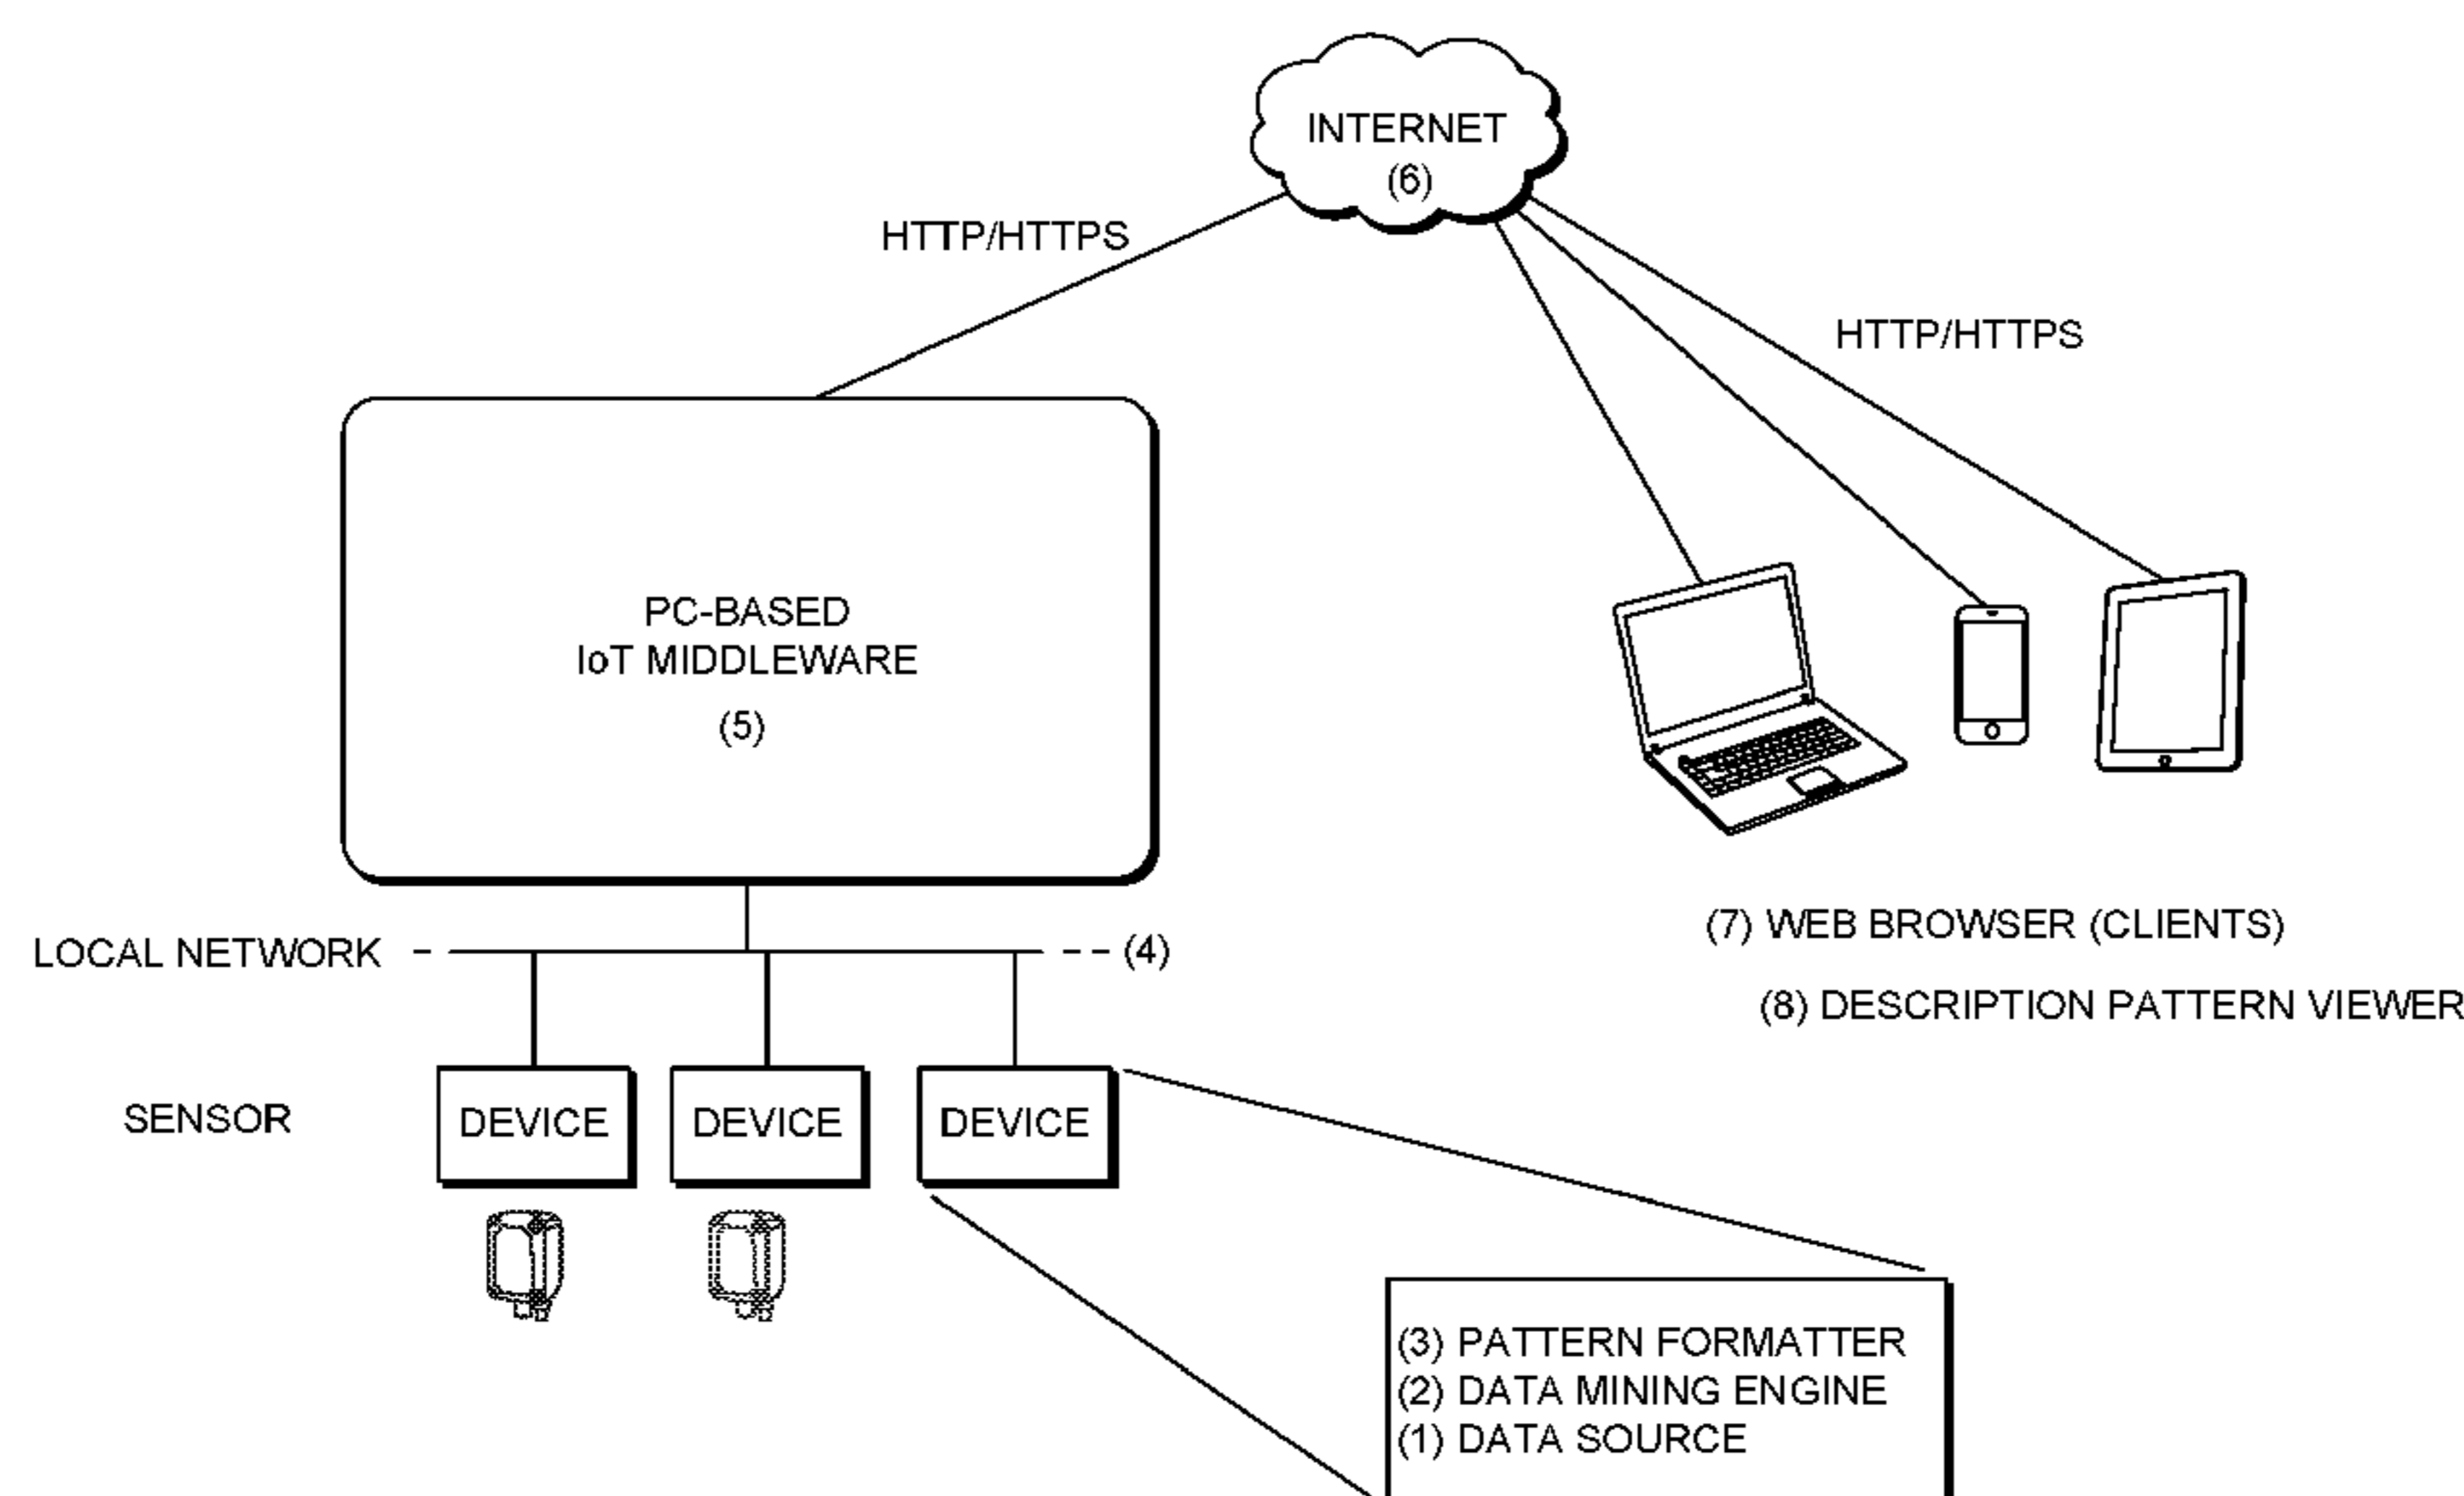 INTERNET
(6)
HTTP/HTTPS
HTTP/HTTPS
PC-BASED
IoT MIDDLEWARE
(5)
(7) WEB BROWSER (CLIENTS)
LOCAL NETWORK
(4)
(8) DESCRIPTION PATTERN VIEWER
SENSOR
DEVICE
DEVICE
DEVICE
(3) PATTERN FORMATTER
(2) DATA MINING ENGINE
(1) DATA SOURCE